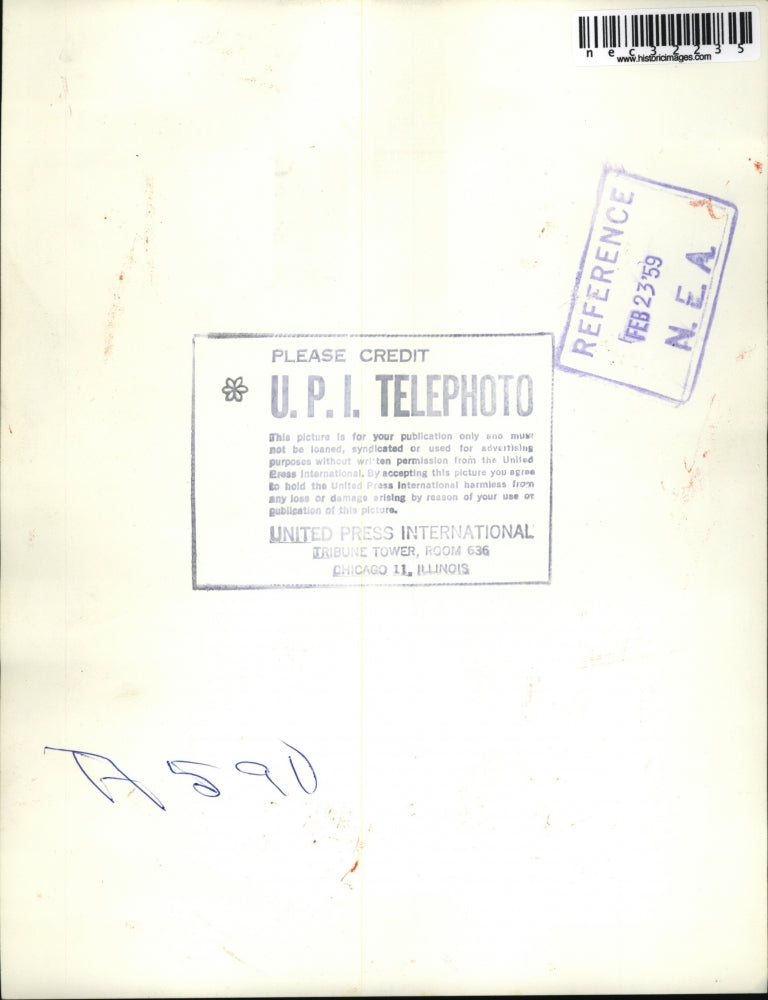 nec32235
www.historicimages.com
REFERENCE
FEB 23 '59
N. E. A.
PLEASE CREDIT
U. P. I. TELEPHOTO
This picture is for your publication only and must
not be loaned, syndicated or used for advertising
purposes without written permission from the United
Press International. By accepting this picture you agree
to hold the United Press International harmless from
any loss or damage arising by reason of your use or
publication of this picture.
UNITED PRESS INTERNATIONAL
TRIBUNE TOWER, ROOM 636
CHICAGO 11, ILLINOIS